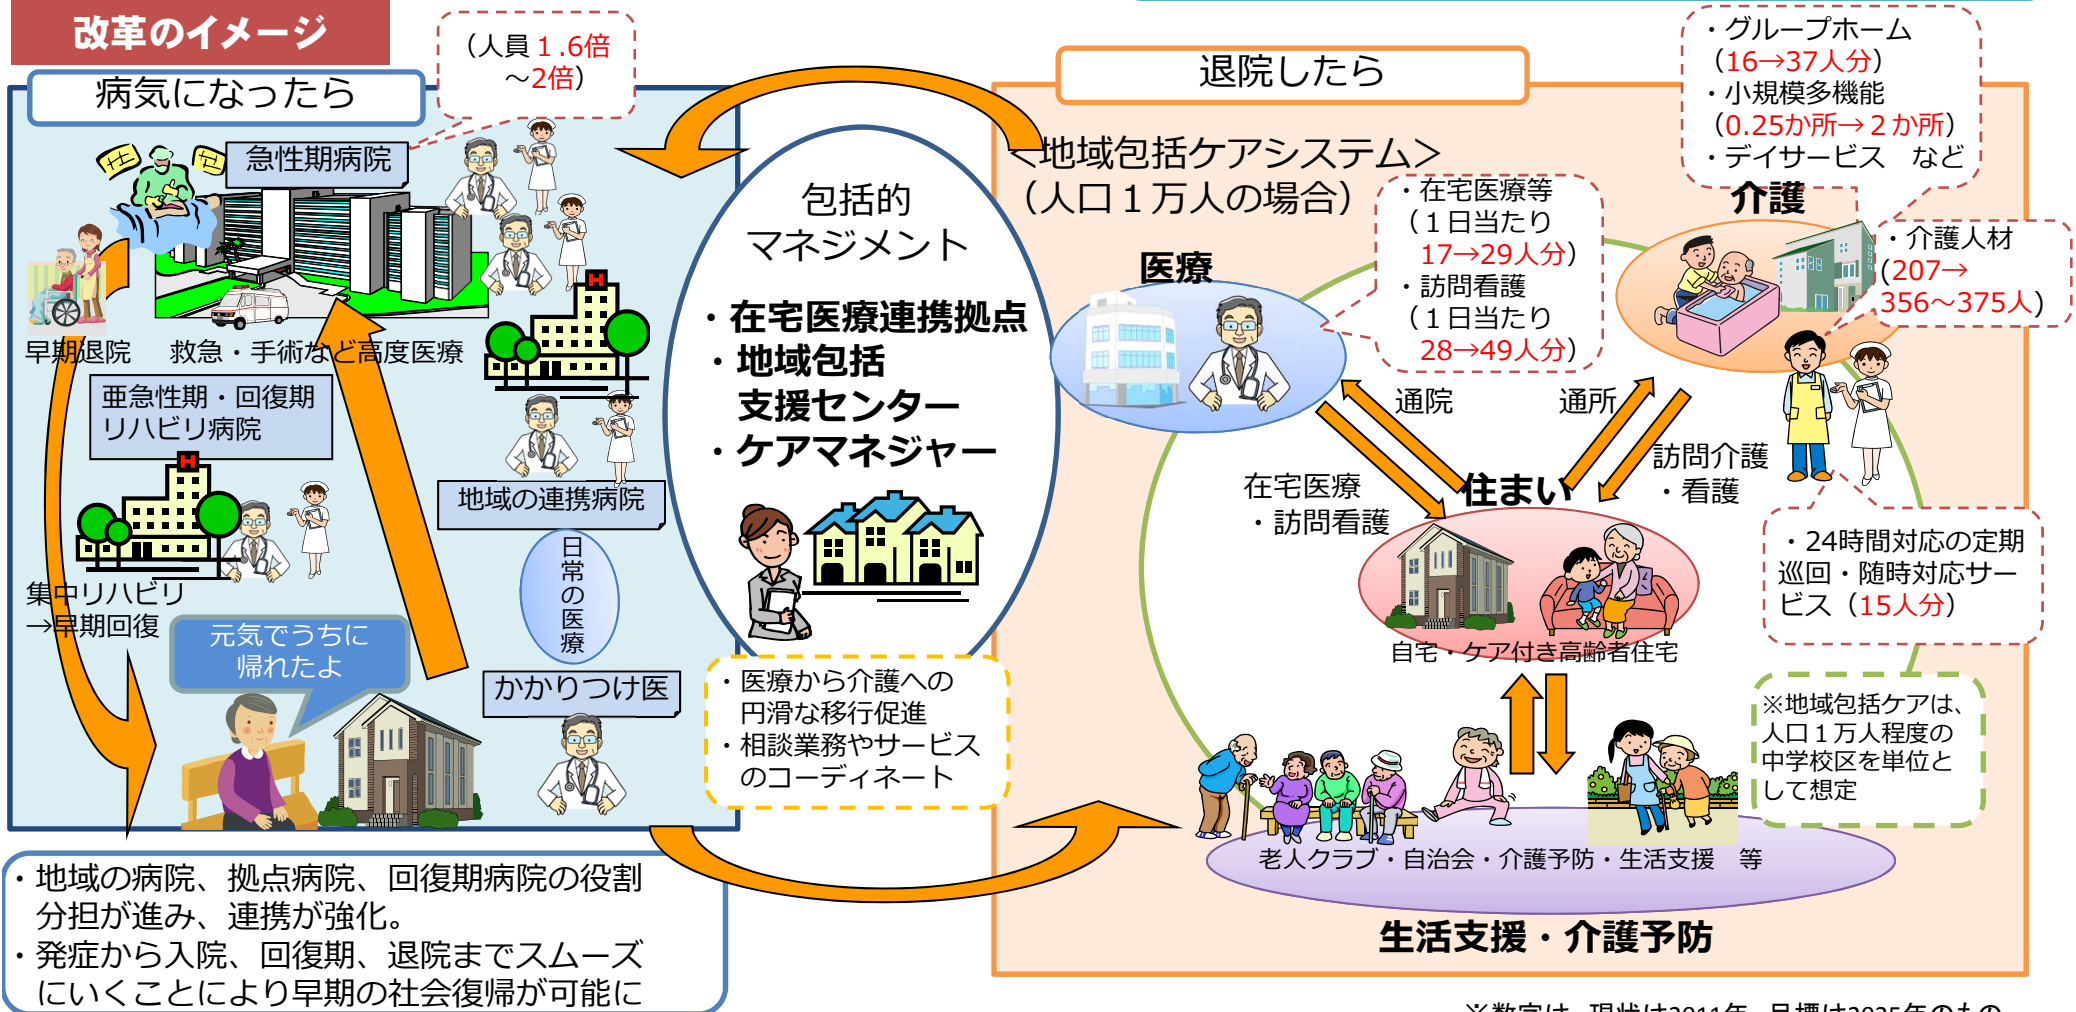 改革のイメージ
病気になったら
（人員１.6倍
～2倍）
急性期病院
早期退院
救急・手術など高度医療
亜急性期・回復期
リハビリ病院
地域の連携病院
集中リハビリ
→早期回復
日常の医療
元気でうちに
帰れたよ
かかりつけ医
・地域の病院、拠点病院、回復期病院の役割
分担が進み、連携が強化。
・発症から入院、回復期、退院までスムーズ
にいくことにより早期の社会復帰が可能に
包括的
マネジメント
・在宅医療連携拠点
・地域包括
支援センター
・ケアマネジャー
・医療から介護への
円滑な移行促進
・相談業務やサービス
のコーディネート
退院したら
＜地域包括ケアシステム＞
（人口１万人の場合）
・在宅医療等
（１日当たり
17→29人分）
・訪問看護
（１日当たり
28→49人分）
・グループホーム
（16→37人分）
・小規模多機能
（0.25か所→２か所）
・デイサービス　など
介護
・介護人材
(207→
356～375人)
医療
通院
通所
在宅医療
・訪問看護
住まい
訪問介護
・看護
自宅・ケア付き高齢者住宅
・24時間対応の定期
巡回・随時対応サー
ビス（15人分）
※地域包括ケアは、
人口１万人程度の
中学校区を単位と
して想定
老人クラブ・自治会・介護予防・生活支援　等
生活支援・介護予防
※数字は、現状は2011年、目標は2025年のもの